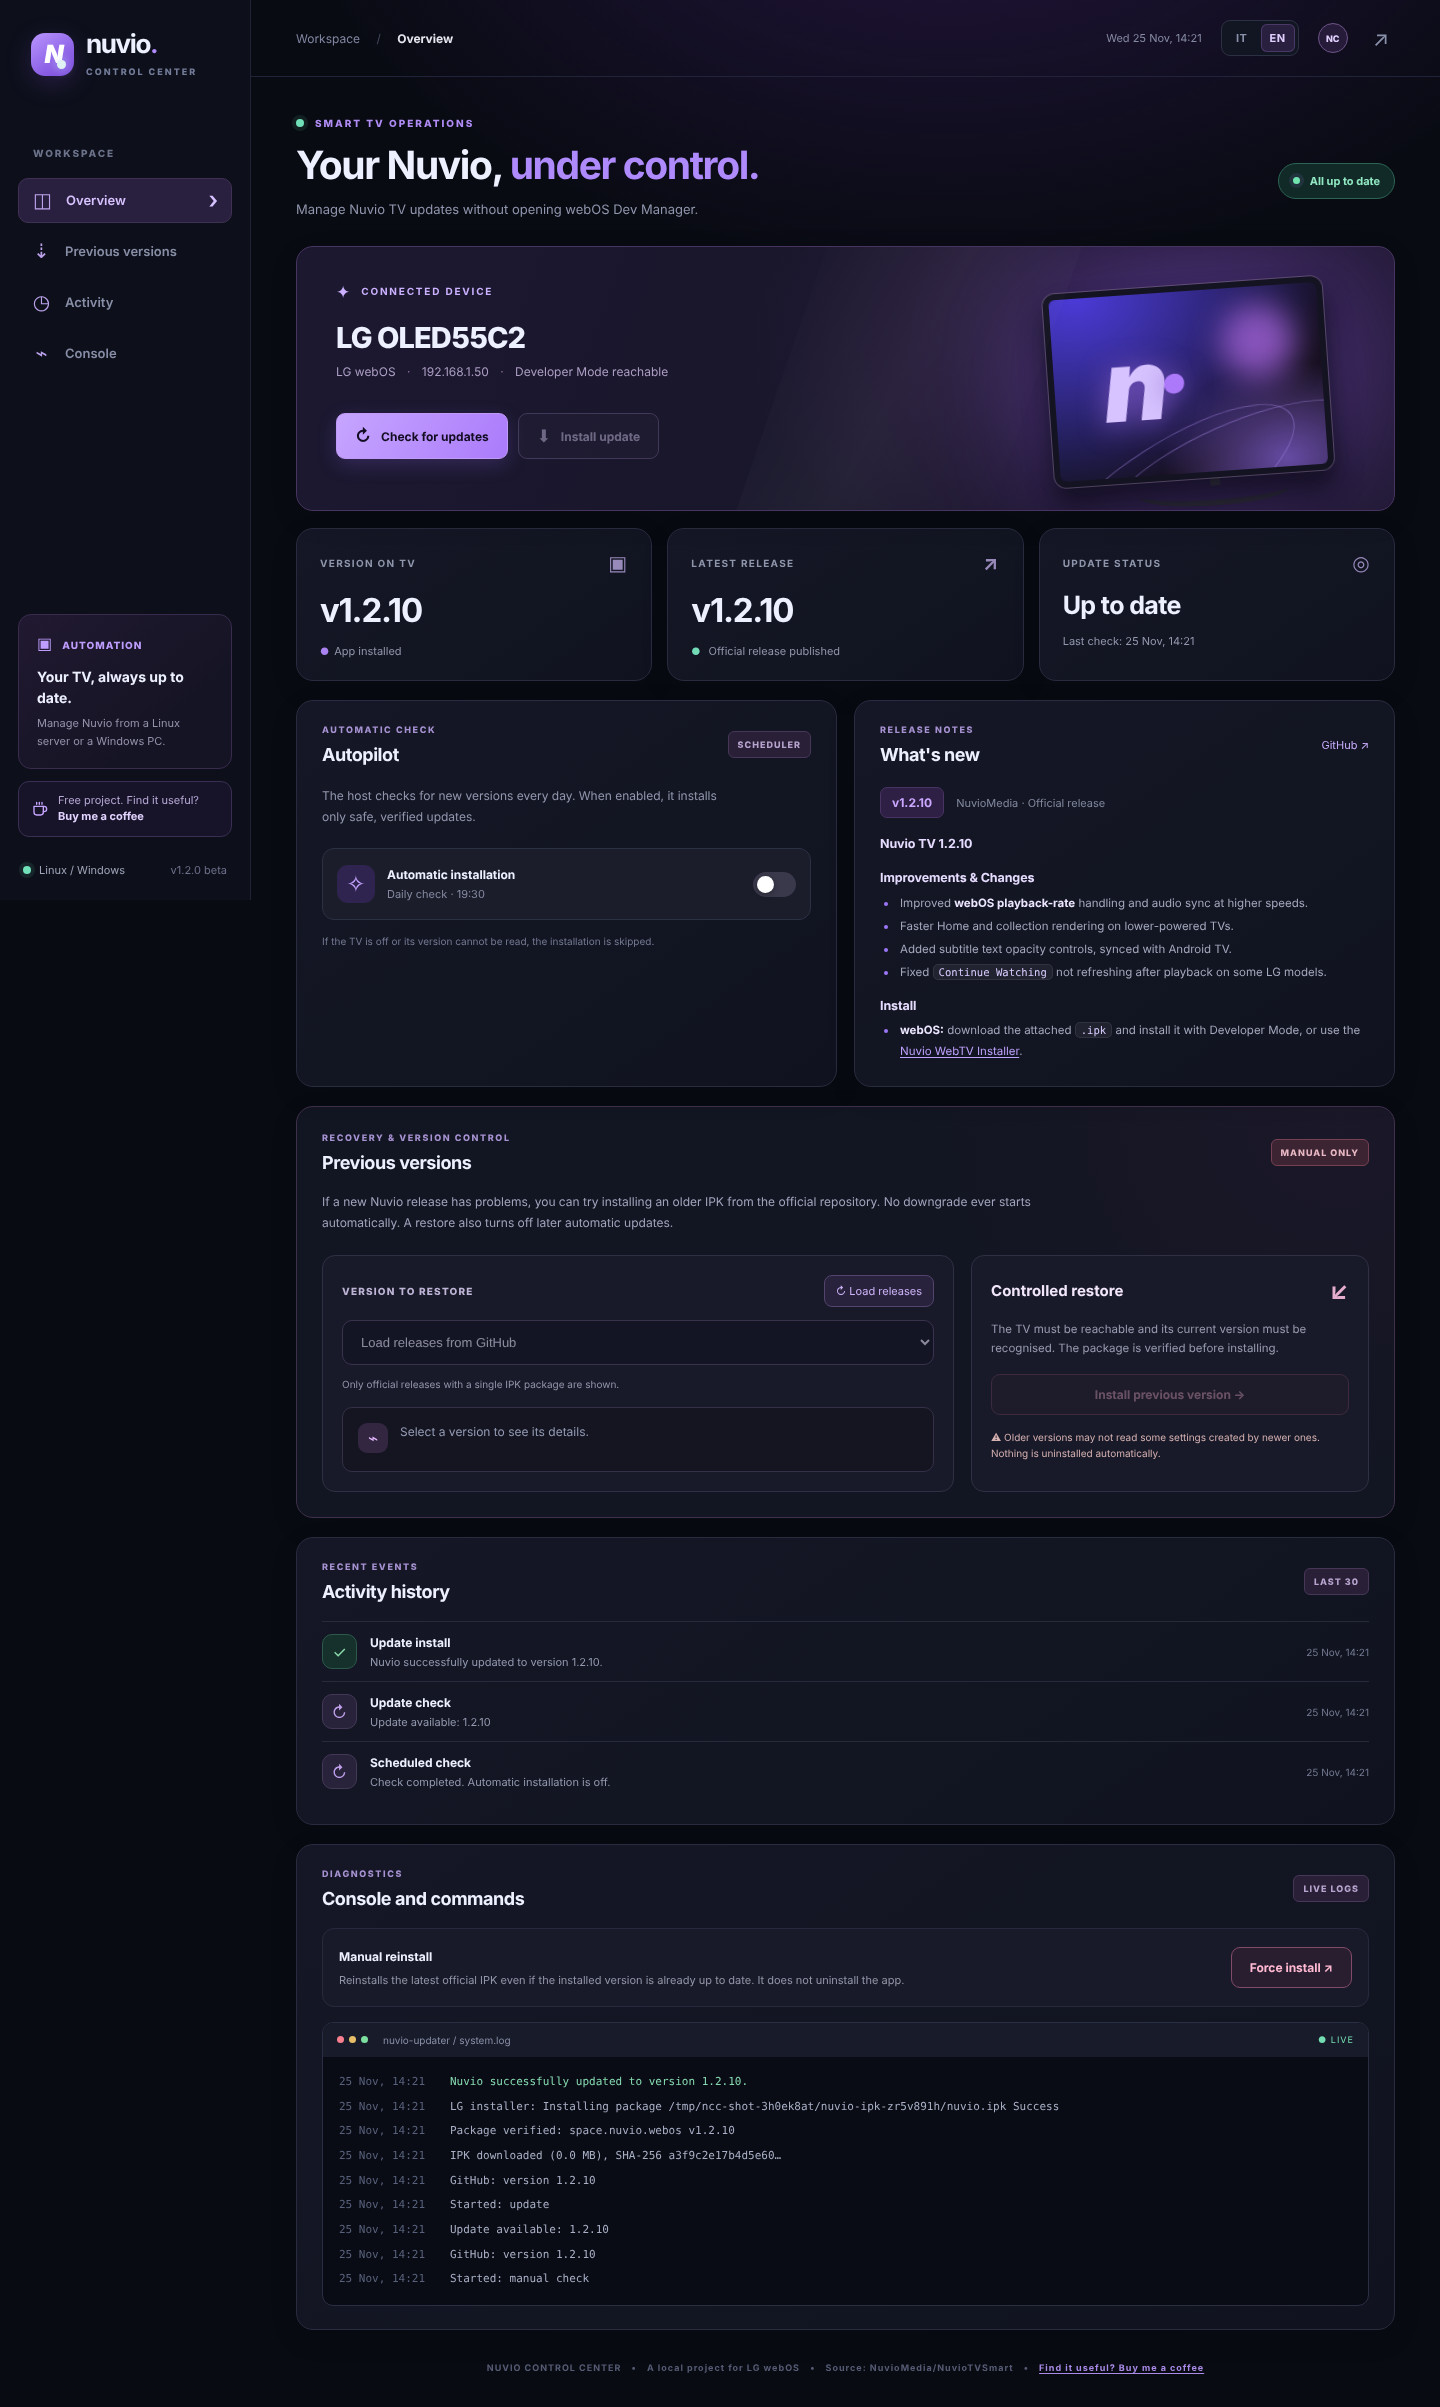 nuvio.
CONTROL CENTER
WORKSPACE
Overview
Previous versions
Activity
Console
AUTOMATION
Your TV, always up to
date.
Manage Nuvio from a Linux
server or a Windows PC.
Free project. Find it useful?
Buy me a coffee
Linux / Windows v1.2.0 beta
Workspace / Overview
Wed 25 Nov, 14:21 IT EN NC
SMART TV OPERATIONS
Your Nuvio, under control.
Manage Nuvio TV updates without opening webOS Dev Manager.
All up to date
CONNECTED DEVICE
LG OLED55C2
LG webOS · 192.168.1.50 · Developer Mode reachable
Check for updates
Install update
n
VERSION ON TV
v1.2.10
App installed
LATEST RELEASE
v1.2.10
Official release published
UPDATE STATUS
Up to date
Last check: 25 Nov, 14:21
AUTOMATIC CHECK
Autopilot
SCHEDULER
The host checks for new versions every day. When enabled, it installs
only safe, verified updates.
Automatic installation
Daily check · 19:30
If the TV is off or its version cannot be read, the installation is skipped.
RELEASE NOTES
What's new
GitHub ↗
v1.2.10 NuvioMedia · Official release
Nuvio TV 1.2.10
Improvements & Changes
• Improved webOS playback-rate handling and audio sync at higher speeds.
• Faster Home and collection rendering on lower-powered TVs.
• Added subtitle text opacity controls, synced with Android TV.
• Fixed Continue Watching not refreshing after playback on some LG models.
Install
• webOS: download the attached .ipk and install it with Developer Mode, or use the
Nuvio WebTV Installer.
RECOVERY & VERSION CONTROL
Previous versions
MANUAL ONLY
If a new Nuvio release has problems, you can try installing an older IPK from the official repository. No downgrade ever starts
automatically. A restore also turns off later automatic updates.
VERSION TO RESTORE
↻ Load releases
Load releases from GitHub
Only official releases with a single IPK package are shown.
Select a version to see its details.
Controlled restore
The TV must be reachable and its current version must be
recognised. The package is verified before installing.
Install previous version →
⚠ Older versions may not read some settings created by newer ones.
Nothing is uninstalled automatically.
RECENT EVENTS
Activity history
LAST 30
Update install
Nuvio successfully updated to version 1.2.10.
25 Nov, 14:21
Update check
Update available: 1.2.10
25 Nov, 14:21
Scheduled check
Check completed. Automatic installation is off.
25 Nov, 14:21
DIAGNOSTICS
Console and commands
LIVE LOGS
Manual reinstall
Reinstalls the latest official IPK even if the installed version is already up to date. It does not uninstall the app.
Force install ↗
nuvio-updater / system.log
LIVE
25 Nov, 14:21 Nuvio successfully updated to version 1.2.10.
25 Nov, 14:21 LG installer: Installing package /tmp/ncc-shot-3h0ek8at/nuvio-ipk-zr5v891h/nuvio.ipk Success
25 Nov, 14:21 Package verified: space.nuvio.webos v1.2.10
25 Nov, 14:21 IPK downloaded (0.0 MB), SHA-256 a3f9c2e17b4d5e60…
25 Nov, 14:21 GitHub: version 1.2.10
25 Nov, 14:21 Started: update
25 Nov, 14:21 Update available: 1.2.10
25 Nov, 14:21 GitHub: version 1.2.10
25 Nov, 14:21 Started: manual check
NUVIO CONTROL CENTER • A local project for LG webOS • Source: NuvioMedia/NuvioTVSmart • Find it useful? Buy me a coffee